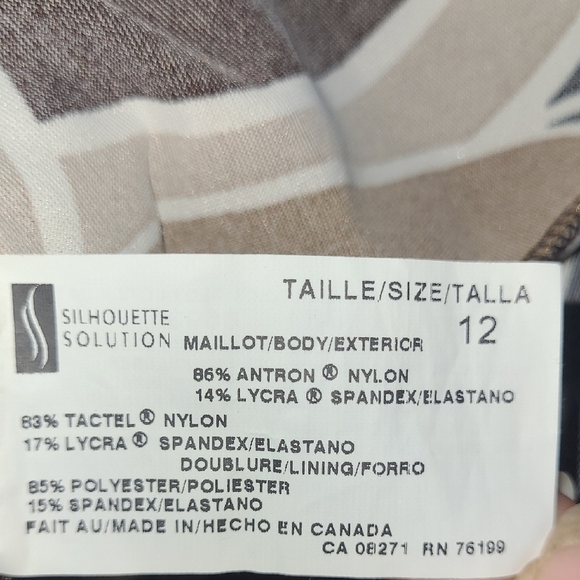 TAILLE/SIZE/TALLA
12
SILHOUETTE
SOLUTION
MAILLOT/BODY/EXTERIOR
86% ANTRON ® NYLON
14% LYCRA ® SPANDEX/ELASTANO
83% TACTEL ® NYLON
17% LYCRA ® SPANDEX/ELASTANO
DOUBLURE/LINING/FORRO
85% POLYESTER/POLIESTER
15% SPANDEX/ELASTANO
FAIT AU/MADE IN/HECHO EN CANADA
CA 08271 RN 76199